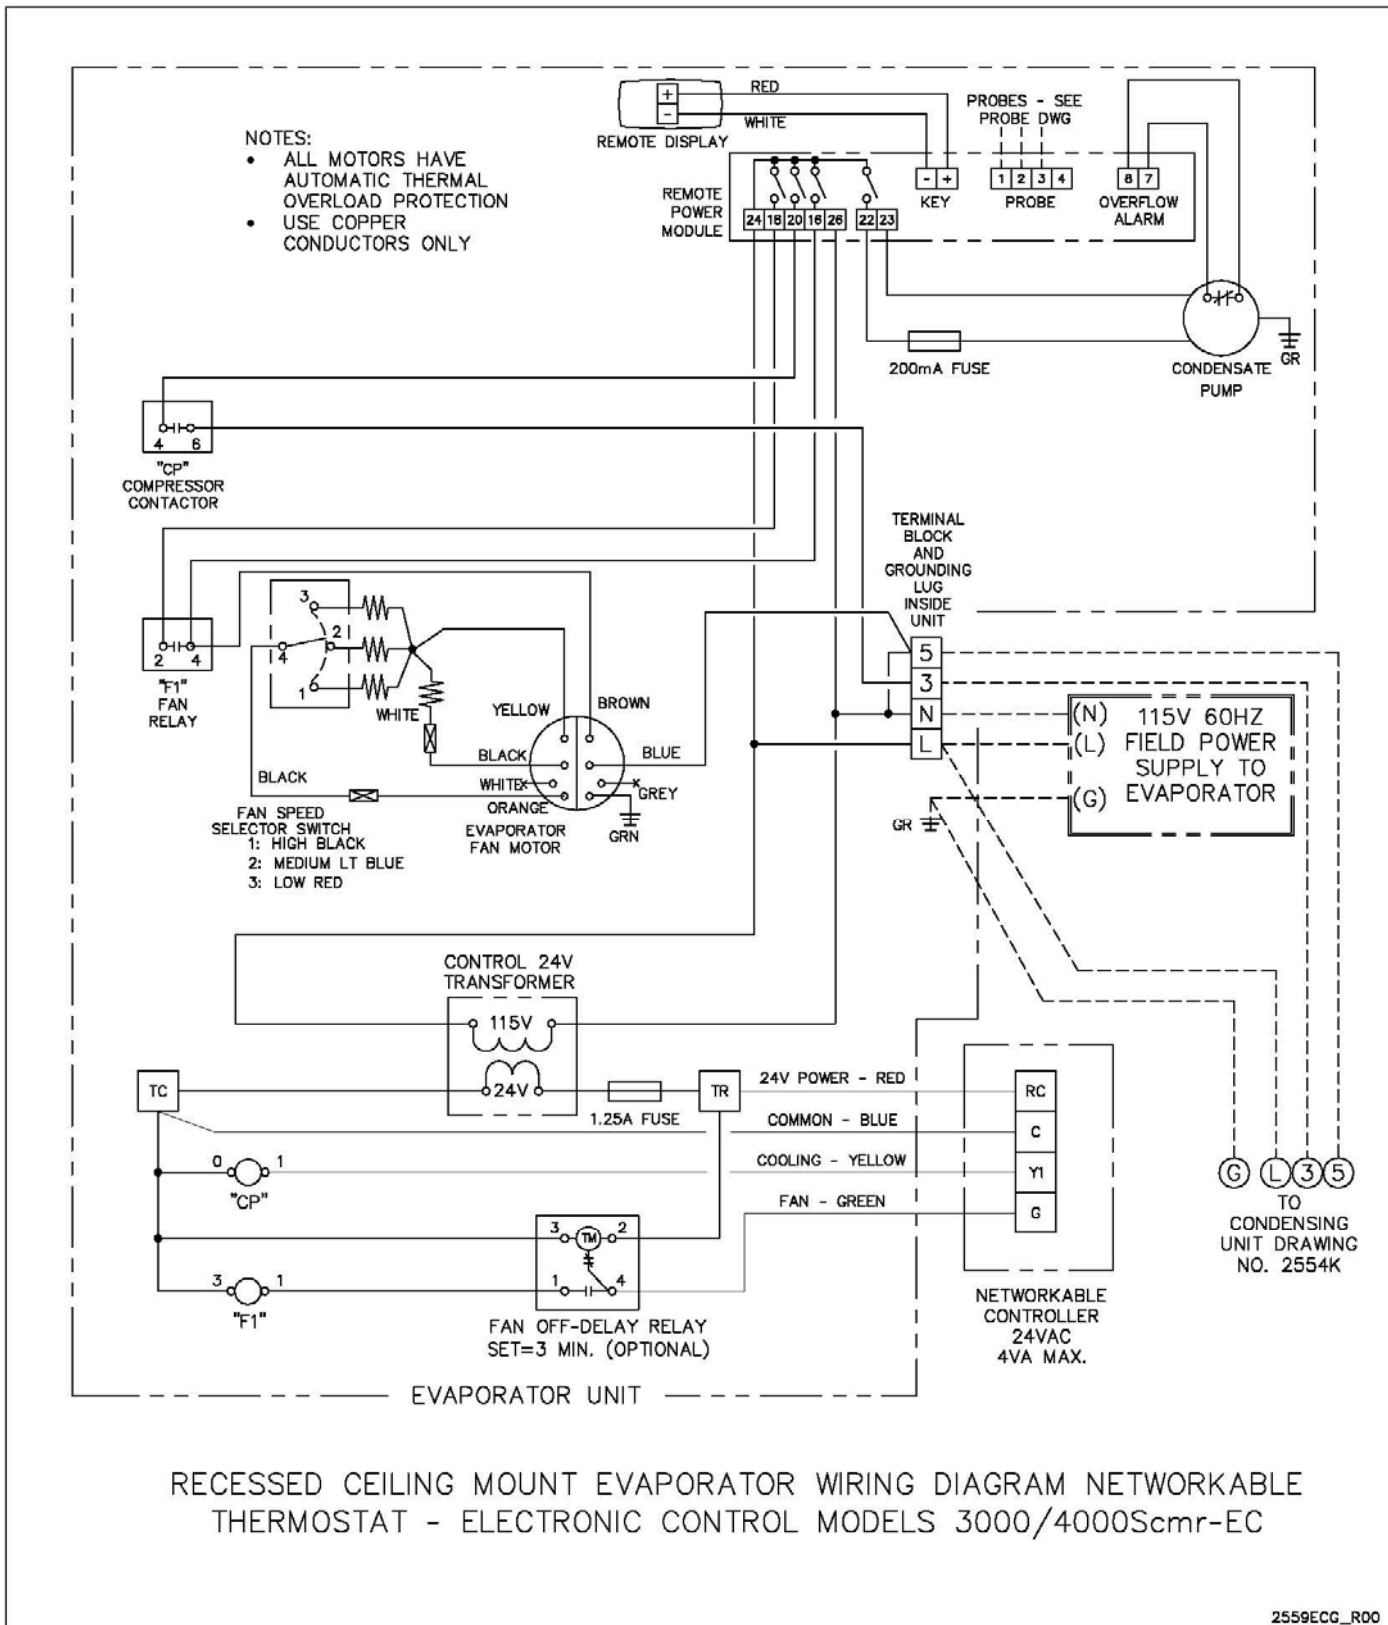 RED
WHITE
+
-
REMOTE DISPLAY
PROBES - SEE
PROBE DWG
NOTES:
• ALL MOTORS HAVE
AUTOMATIC THERMAL
OVERLOAD PROTECTION
• USE COPPER
CONDUCTORS ONLY
REMOTE
POWER
MODULE
24 18 20 16 26 22 23
- +
KEY
1 2 3 4
PROBE
8 7
OVERFLOW
ALARM
200mA FUSE
CONDENSATE
PUMP
GR
4 6
"CP"
COMPRESSOR
CONTACTOR
TERMINAL
BLOCK
AND
GROUNDING
LUG
INSIDE
UNIT
2 4
"F1"
FAN
RELAY
3
2
4
1
WHITE
YELLOW
BROWN
BLACK
BLUE
WHITE
GREY
ORANGE
GRN
EVAPORATOR
FAN MOTOR
BLACK
FAN SPEED
SELECTOR SWITCH
1: HIGH BLACK
2: MEDIUM LT BLUE
3: LOW RED
5
3
N
L
GR
(N)
(L)
(G)
115V 60HZ
FIELD POWER
SUPPLY TO
EVAPORATOR
CONTROL 24V
TRANSFORMER
115V
24V
TC
1.25A FUSE
TR
24V POWER - RED
COMMON - BLUE
COOLING - YELLOW
FAN - GREEN
RC
C
Y1
G
0 1
"CP"
3 1
"F1"
3 TM 2
1 4
FAN OFF-DELAY RELAY
SET=3 MIN. (OPTIONAL)
NETWORKABLE
CONTROLLER
24VAC
4VA MAX.
G L 3 5
TO
CONDENSING
UNIT DRAWING
NO. 2554K
EVAPORATOR UNIT
RECESSED CEILING MOUNT EVAPORATOR WIRING DIAGRAM NETWORKABLE
THERMOSTAT - ELECTRONIC CONTROL MODELS 3000/4000Scmr-EC
2559ECG_R00